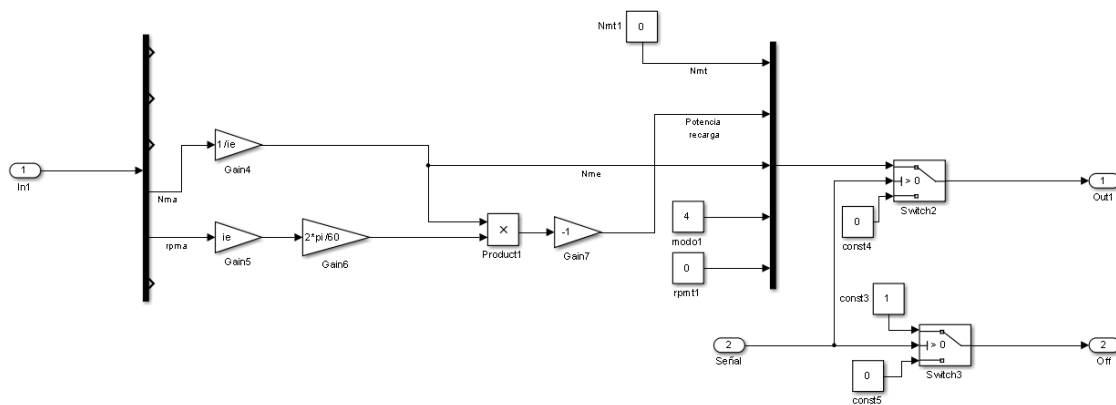 Nmt1
0
Nmt
Potencia
recarga
1/ie
Gain4
1
In1
Nma
Nme
> 0
Switch2
1
Out1
rpma
ie
Gain5
2*pi/60
Gain6
×
Product1
-1
Gain7
4
modo1
0
const4
0
rpmt1
const3
1
2
Señal
> 0
Switch3
2
Off
0
const5